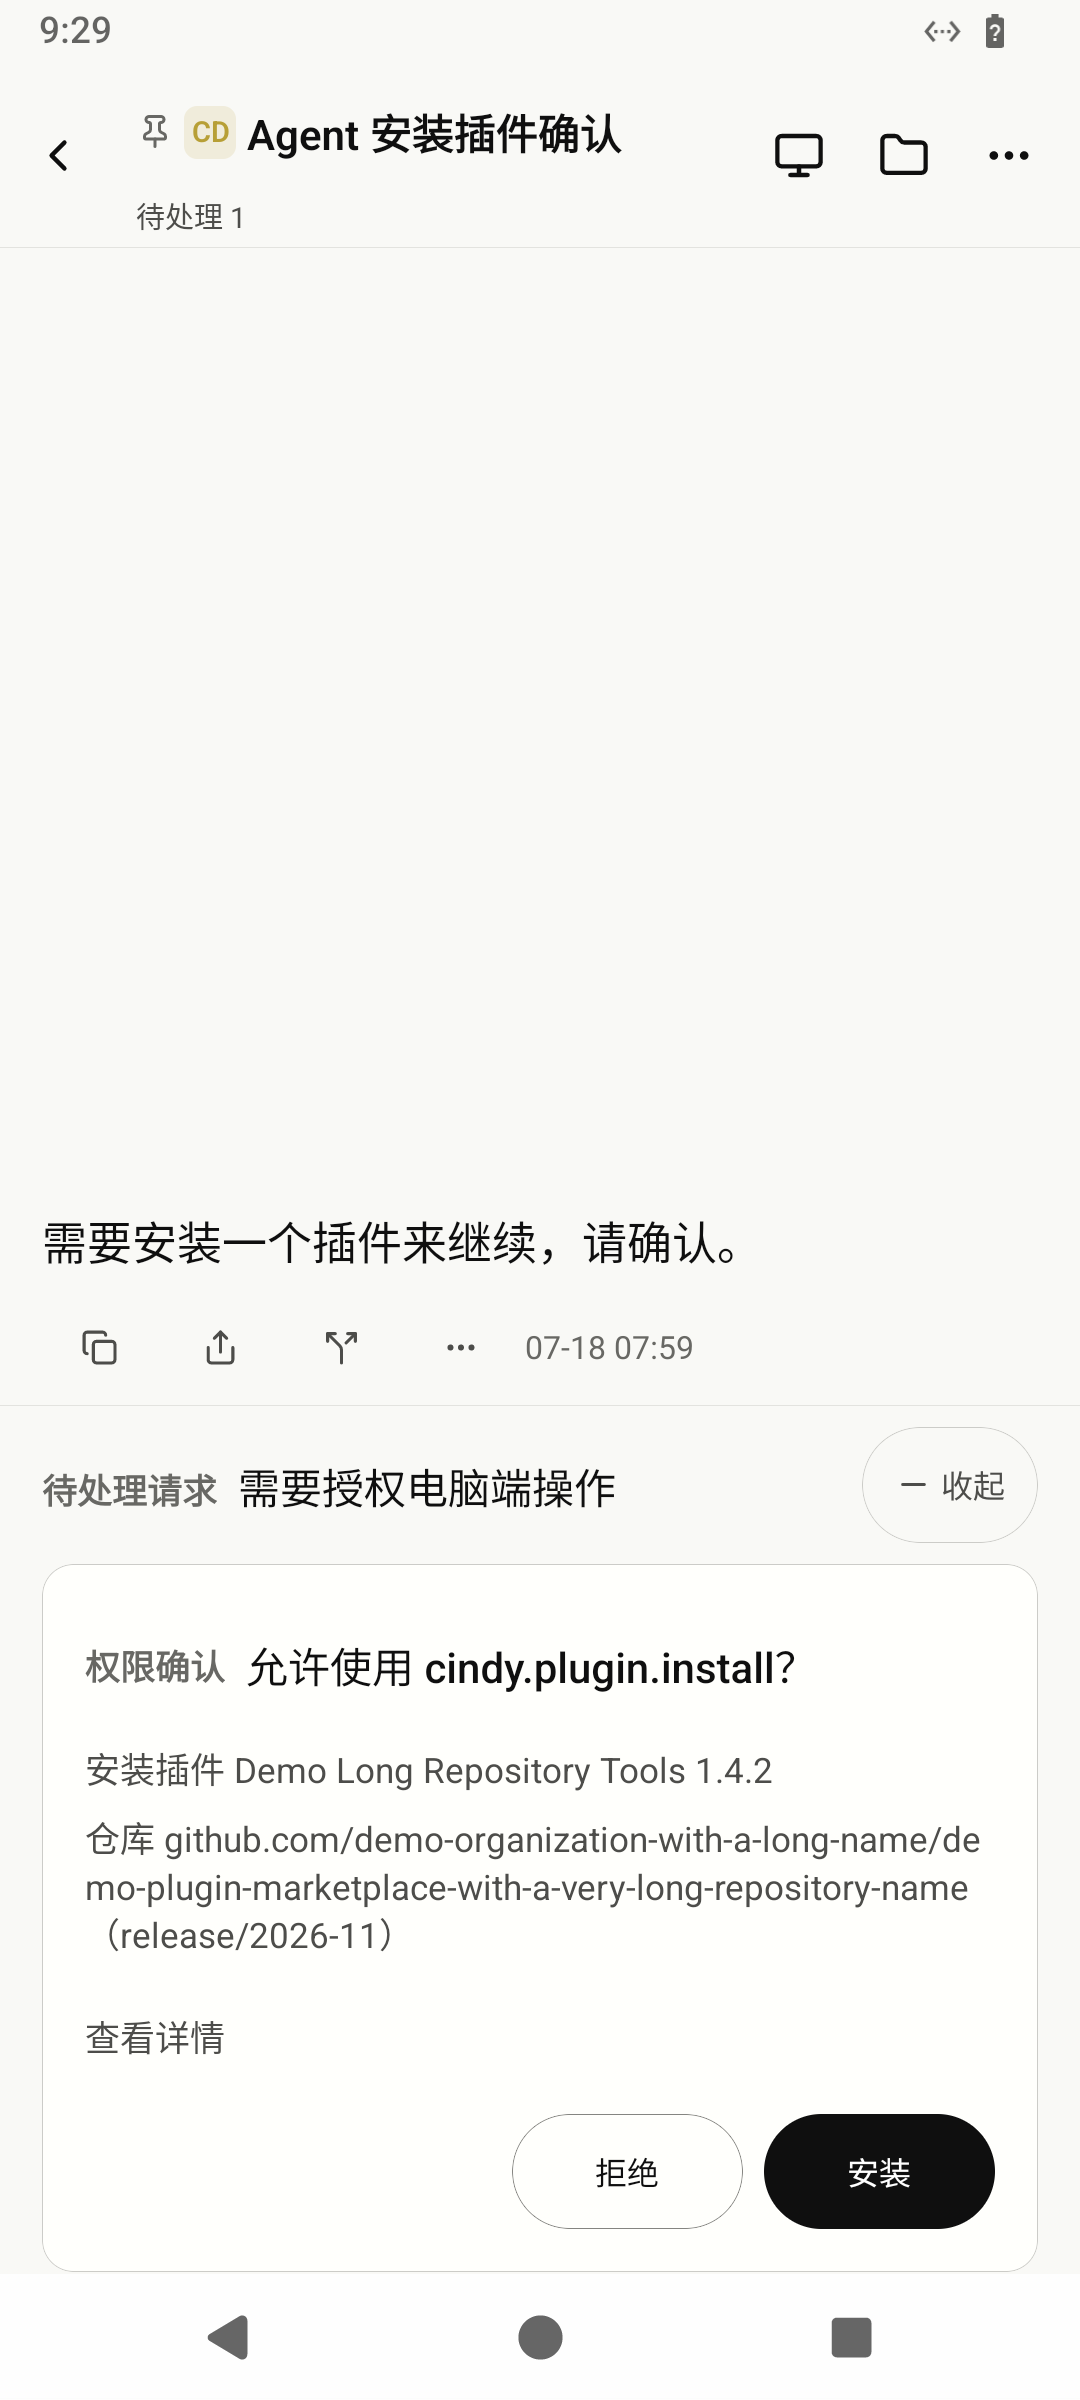 9:29
CD Agent 安装插件确认
待处理 1
需要安装一个插件来继续，请确认。
07-18 07:59
待处理请求 需要授权电脑端操作
收起
权限确认 允许使用 cindy.plugin.install？
安装插件 Demo Long Repository Tools 1.4.2
仓库 github.com/demo-organization-with-a-long-name/de
mo-plugin-marketplace-with-a-very-long-repository-name
（release/2026-11）
查看详情
拒绝
安装